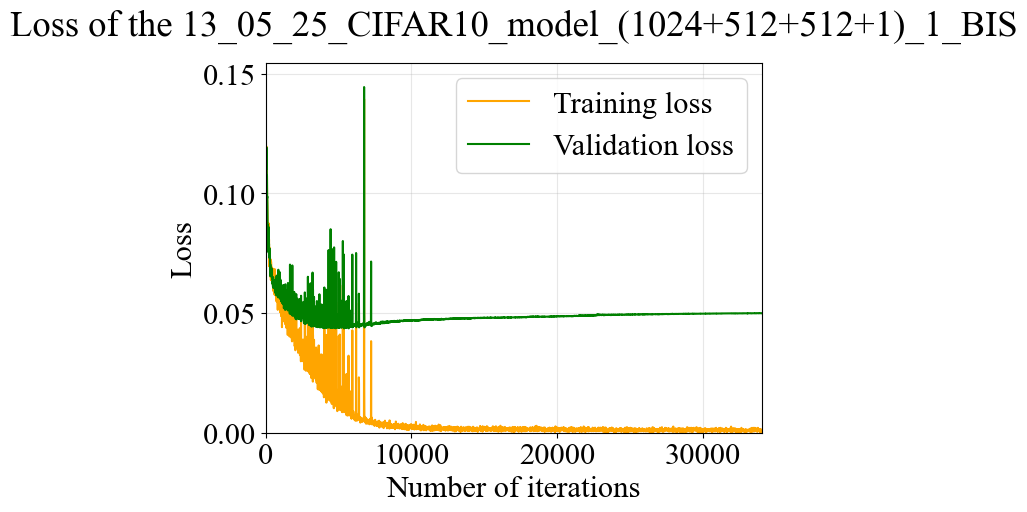 Loss of the 13_05_25_CIFAR10_model_(1024+512+512+1)_1_BIS
Training loss
Validation loss
0.15
0.10
0.05
0.00
Loss
0
10000
20000
30000
Number of iterations